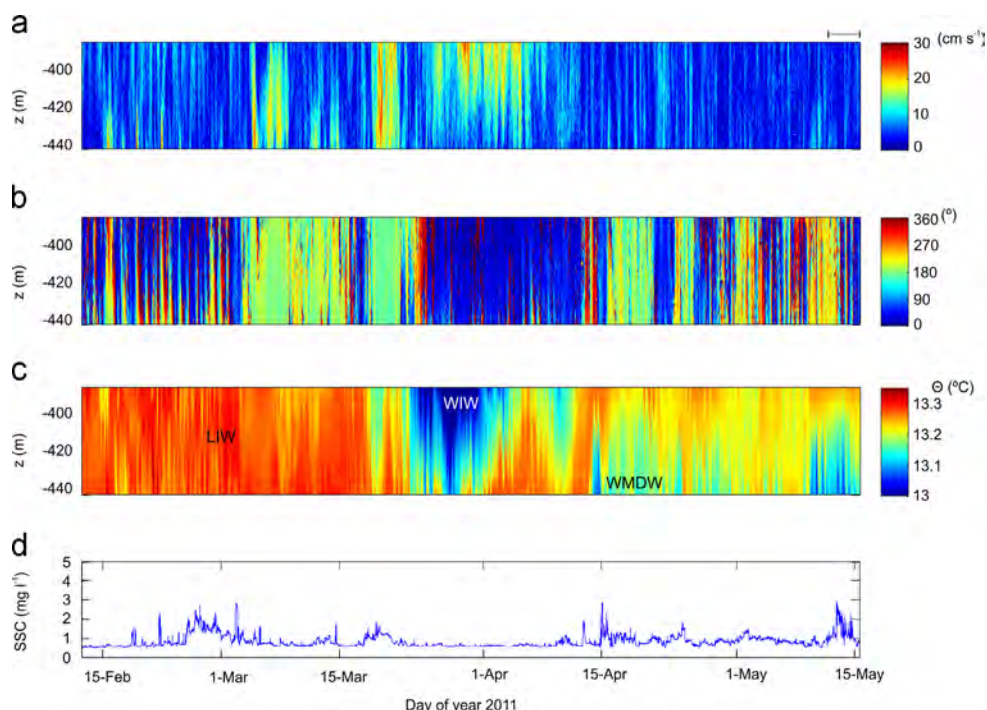 a
-400
-420
-440
z (m)
30 (cm s⁻¹)
20
10
0
b
-400
-420
-440
z (m)
360 (º)
270
180
90
0
c
-400
-420
-440
z (m)
LIW
WIW
WMDW
Θ (ºC)
13.3
13.2
13.1
13
d
5
4
3
2
1
0
SSC (mg l⁻¹)
15-Feb 1-Mar 15-Mar 1-Apr 15-Apr 1-May 15-May
Day of year 2011